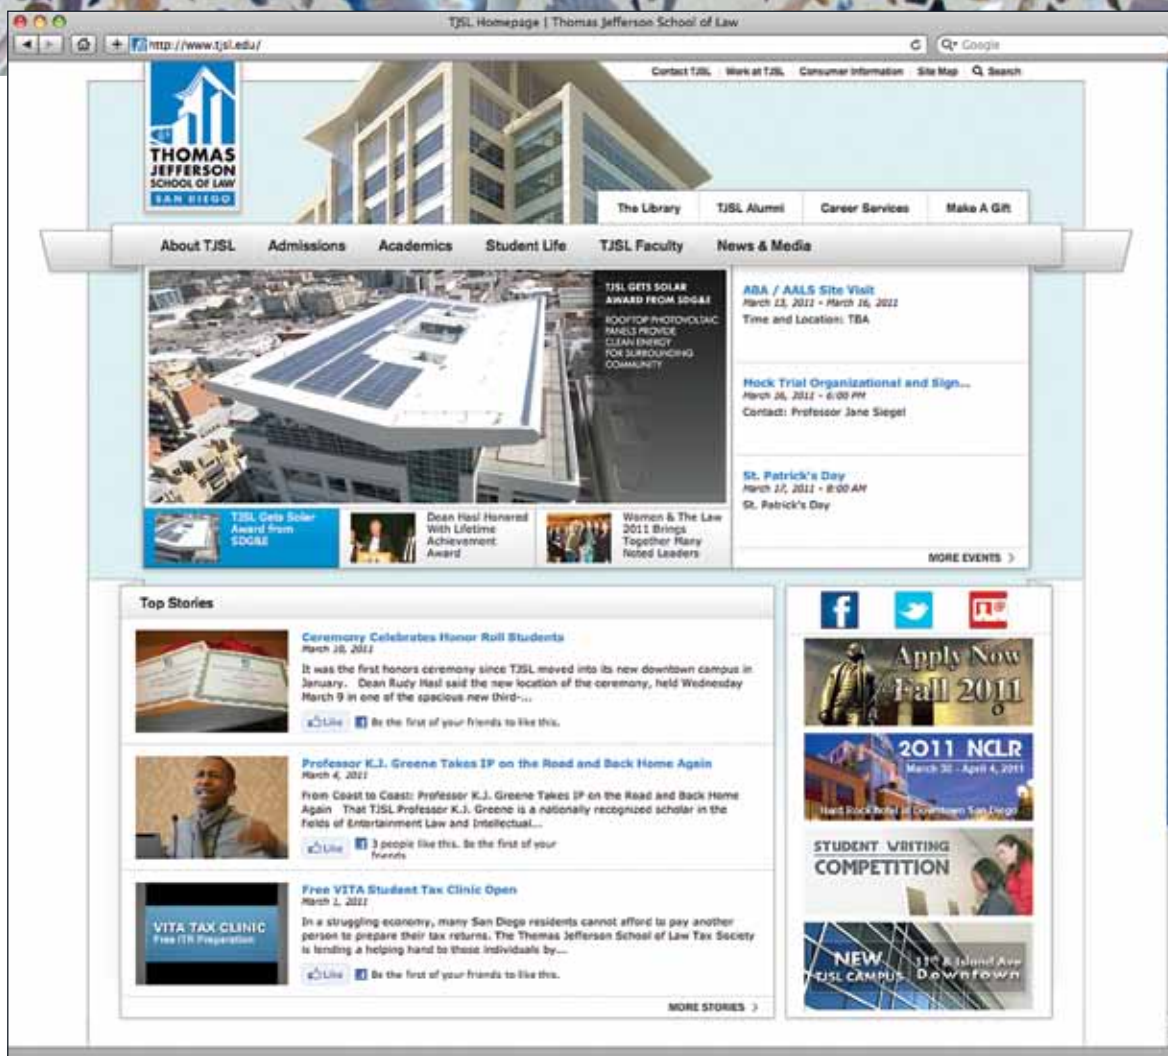 TJSL Homepage | Thomas Jefferson School of Law
http://www.tjsl.edu/
Google
Contact TJSL
Work at TJSL
Consumer Information
Site Map
Search
THOMAS
JEFFERSON
SCHOOL OF LAW
SAN DIEGO
The Library
TJSL Alumni
Career Services
Make A Gift
About TJSL
Admissions
Academics
Student Life
TJSL Faculty
News & Media
TJSL GETS SOLAR
AWARD FROM SDG&E
ROOFTOP PHOTOVOLTAIC
PANELS PROVIDE
CLEAN ENERGY
FOR SURROUNDING
COMMUNITY
ABA / AALS Site Visit
March 13, 2011 - March 16, 2011
Time and Location: TBA
Mock Trial Organizational and Sign...
March 16, 2011 - 6:00 PM
Contact: Professor Jane Siegel
St. Patrick's Day
March 17, 2011 - 8:00 AM
St. Patrick's Day
MORE EVENTS >
TJSL Gets Solar
Award from
SDG&E
Dean Hasl Honored
With Lifetime
Achievement
Award
Women & The Law
2011 Brings
Together Many
Noted Leaders
Top Stories
Ceremony Celebrates Honor Roll Students
March 10, 2011
It was the first honors ceremony since TJSL moved into its new downtown campus in
January. Dean Rudy Hasl said the new location of the ceremony, held Wednesday
March 9 in one of the spacious new third-...
Like
Be the first of your friends to like this.
Professor K.J. Greene Takes IP on the Road and Back Home Again
March 4, 2011
From Coast to Coast: Professor K.J. Greene Takes IP on the Road and Back Home
Again That TJSL Professor K.J. Greene is a nationally recognized scholar in the
fields of Entertainment Law and Intellectual...
Like
3 people like this. Be the first of your
friends
VITA TAX CLINIC
Free ITR Preparation
Free VITA Student Tax Clinic Open
March 1, 2011
In a struggling economy, many San Diego residents cannot afford to pay another
person to prepare their tax returns. The Thomas Jefferson School of Law Tax Society
is lending a helping hand to those individuals by...
Like
Be the first of your friends to like this.
MORE STORIES >
Apply Now
Fall 2011
2011 NCLR
March 30 - April 4, 2011
Hard Rock Hotel in Downtown San Diego
STUDENT WRITING
COMPETITION
NEW
TJSL CAMPUS
11th & Island Ave
Downtown